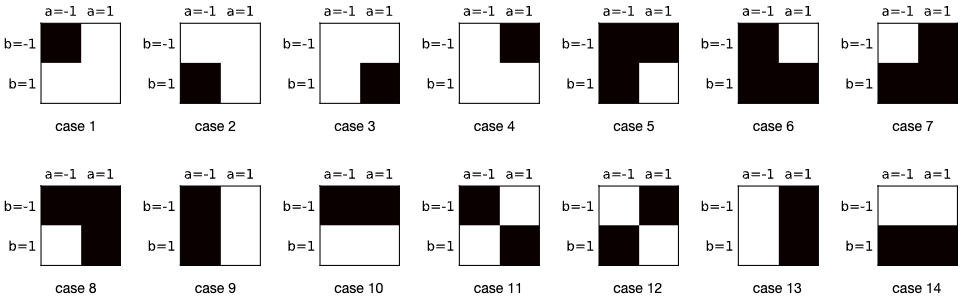 a=-1 a=1 a=-1 a=1 a=-1 a=1 a=-1 a=1 a=-1 a=1 a=-1 a=1 a=-1 a=1
b=-1 b=-1 b=-1 b=-1 b=-1 b=-1 b=-1
b=1 b=1 b=1 b=1 b=1 b=1 b=1
case 1 case 2 case 3 case 4 case 5 case 6 case 7
a=-1 a=1 a=-1 a=1 a=-1 a=1 a=-1 a=1 a=-1 a=1 a=-1 a=1 a=-1 a=1
b=-1 b=-1 b=-1 b=-1 b=-1 b=-1 b=-1
b=1 b=1 b=1 b=1 b=1 b=1 b=1
case 8 case 9 case 10 case 11 case 12 case 13 case 14